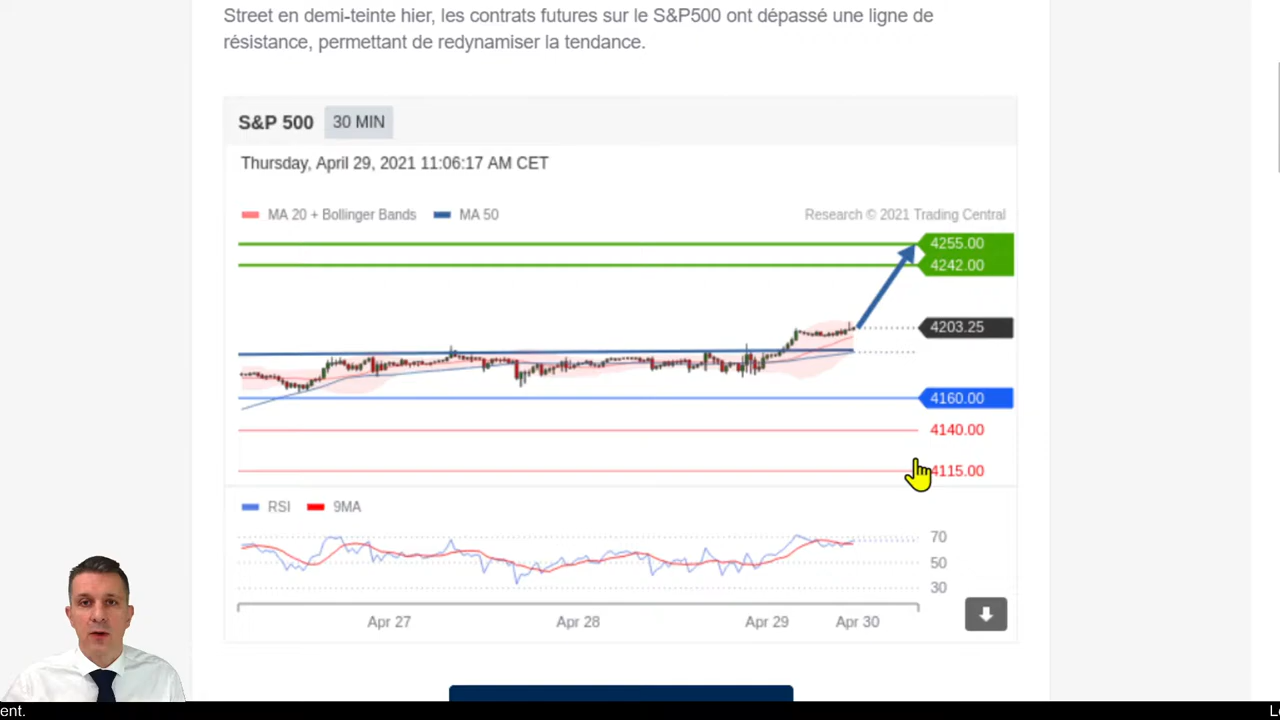 Street en demi-teinte hier, les contrats futures sur le S&P500 ont dépassé une ligne de
résistance, permettant de redynamiser la tendance.
S&P 500 30 MIN
Thursday, April 29, 2021 11:06:17 AM CET
MA 20 + Bollinger Bands MA 50 Research © 2021 Trading Central
4255.00
4242.00
4203.25
4160.00
4140.00
4115.00
RSI 9MA
70
50
30
Apr 27 Apr 28 Apr 29 Apr 30
ent.